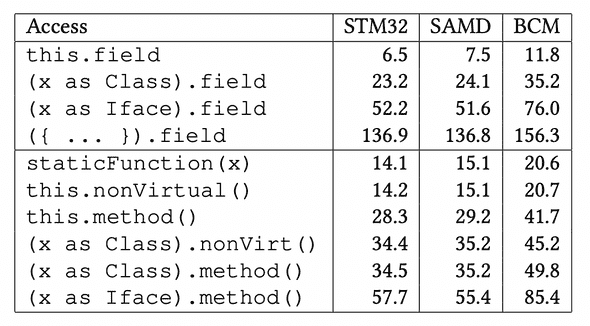 Access STM32 SAMD BCM
this.field 6.5 7.5 11.8
(x as Class).field 23.2 24.1 35.2
(x as Iface).field 52.2 51.6 76.0
({ ... }).field 136.9 136.8 156.3
staticFunction(x) 14.1 15.1 20.6
this.nonVirtual() 14.2 15.1 20.7
this.method() 28.3 29.2 41.7
(x as Class).nonVirt() 34.4 35.2 45.2
(x as Class).method() 34.5 35.2 49.8
(x as Iface).method() 57.7 55.4 85.4